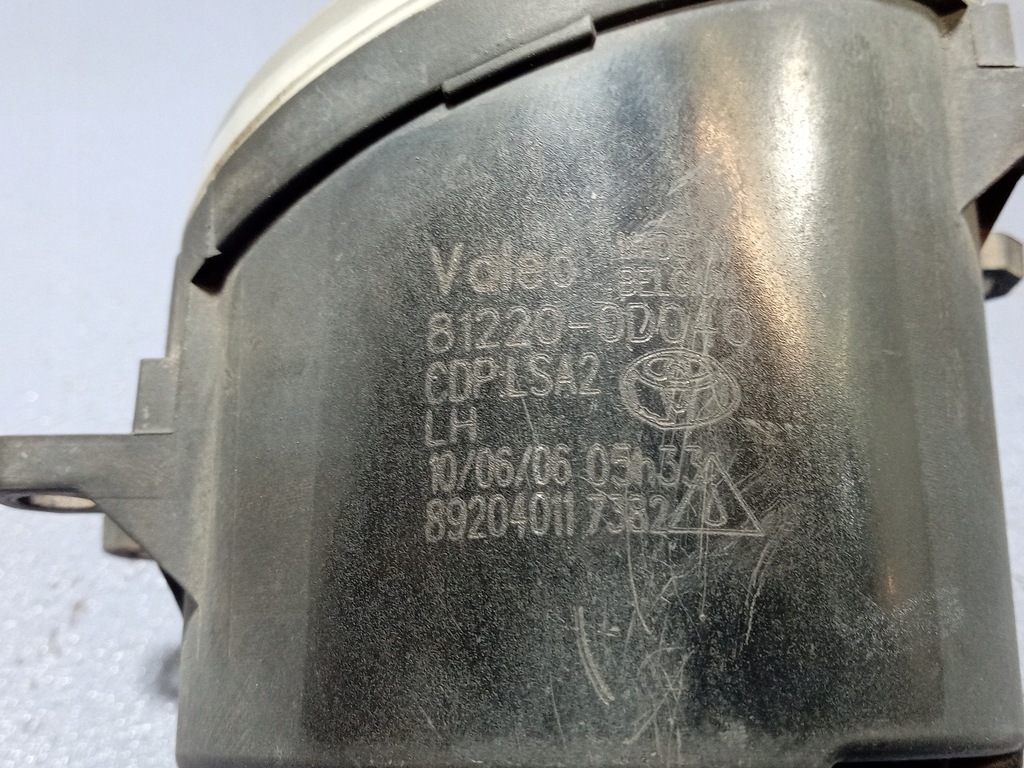 Valeo
81220-0D040
CDP:LSA2
LH
10/06/06 05h33
89204011 7382